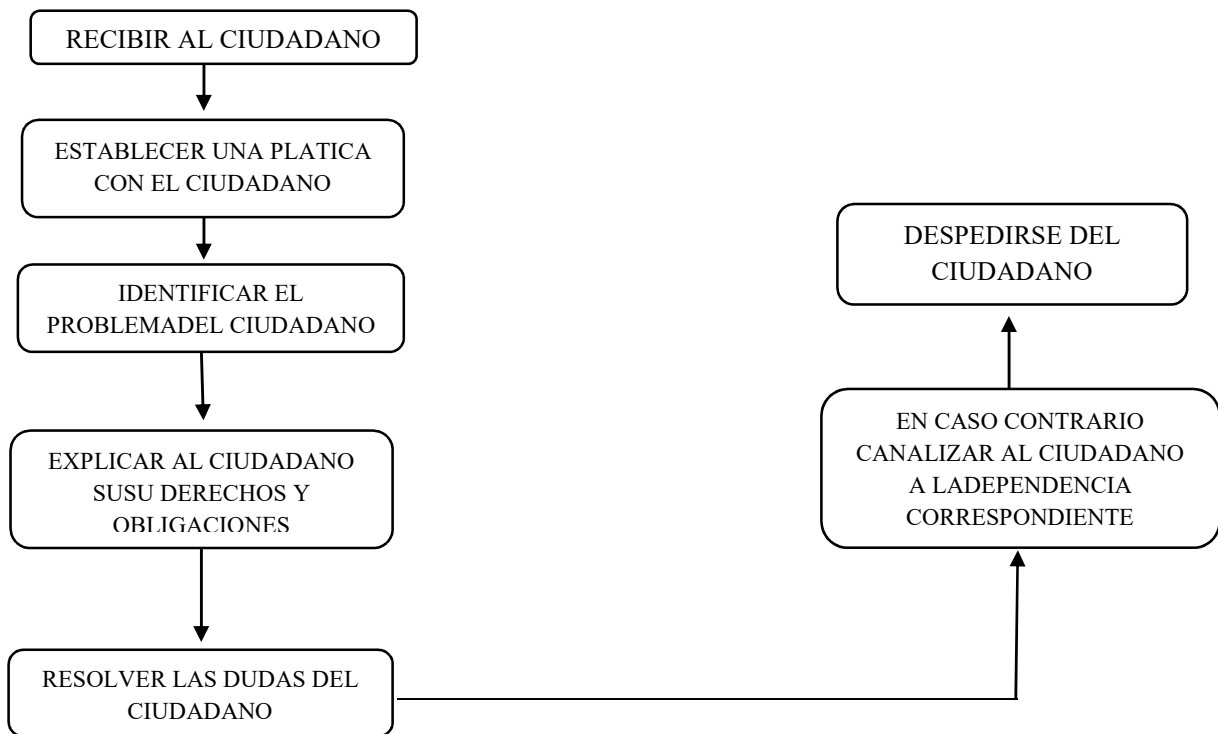 RECIBIR AL CIUDADANO
ESTABLECER UNA PLATICA
CON EL CIUDADANO
IDENTIFICAR EL
PROBLEMADEL CIUDADANO
EXPLICAR AL CIUDADANO
SUSU DERECHOS Y
OBLIGACIONES
RESOLVER LAS DUDAS DEL
CIUDADANO
EN CASO CONTRARIO
CANALIZAR AL CIUDADANO
A LADEPENDENCIA
CORRESPONDIENTE
DESPEDIRSE DEL
CIUDADANO